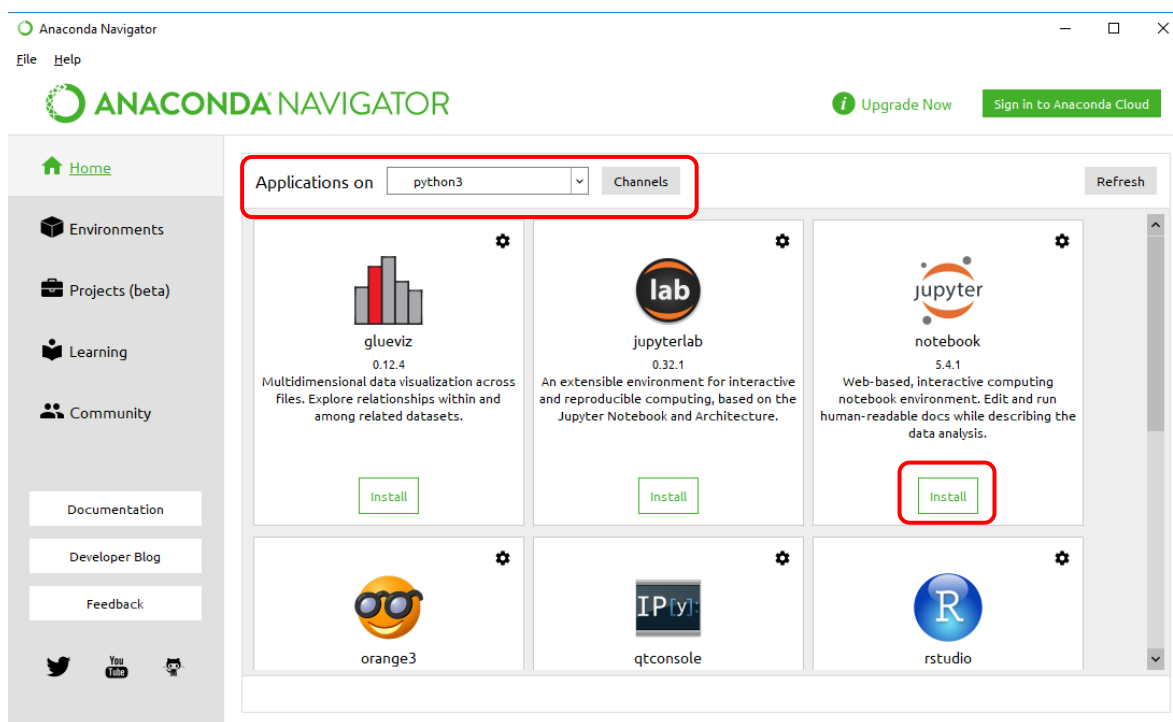 Anaconda Navigator
File Help
ANACONDA NAVIGATOR
i Upgrade Now
Sign in to Anaconda Cloud
Home
Environments
Projects (beta)
Learning
Community
Documentation
Developer Blog
Feedback
You
Tube
Applications on python3 Channels
Refresh
glueviz
0.12.4
Multidimensional data visualization across
files. Explore relationships within and
among related datasets.
Install
lab
jupyterlab
0.32.1
An extensible environment for interactive
and reproducible computing, based on the
Jupyter Notebook and Architecture.
Install
jupyter
notebook
5.4.1
Web-based, interactive computing
notebook environment. Edit and run
human-readable docs while describing the
data analysis.
Install
orange3
IP[y]:
qtconsole
R
rstudio